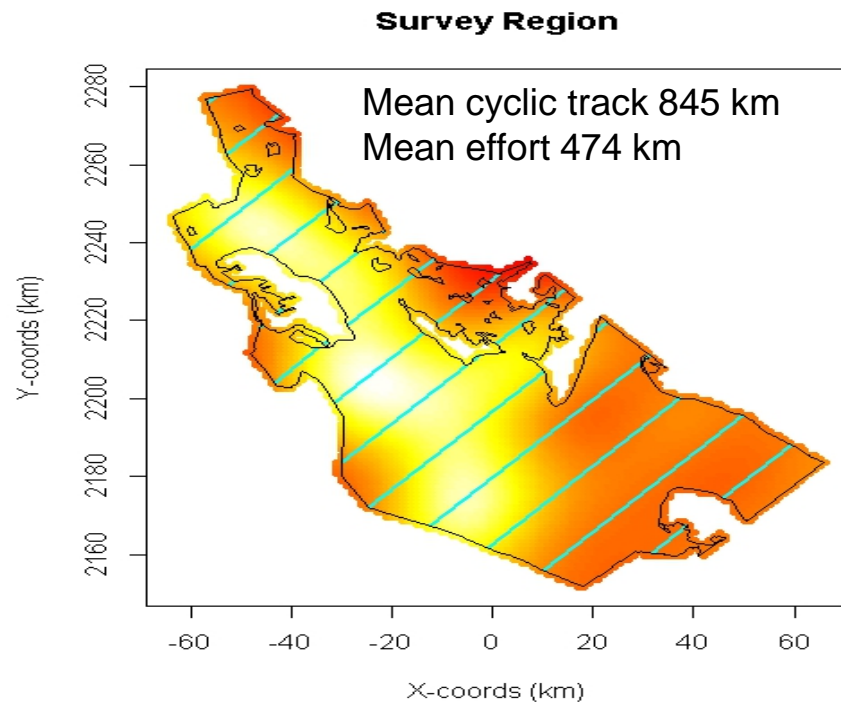 Survey Region
Mean cyclic track 845 km
Mean effort 474 km
Y-coords (km)
2280
2260
2240
2220
2200
2180
2160
-60 -40 -20 0 20 40 60
X-coords (km)